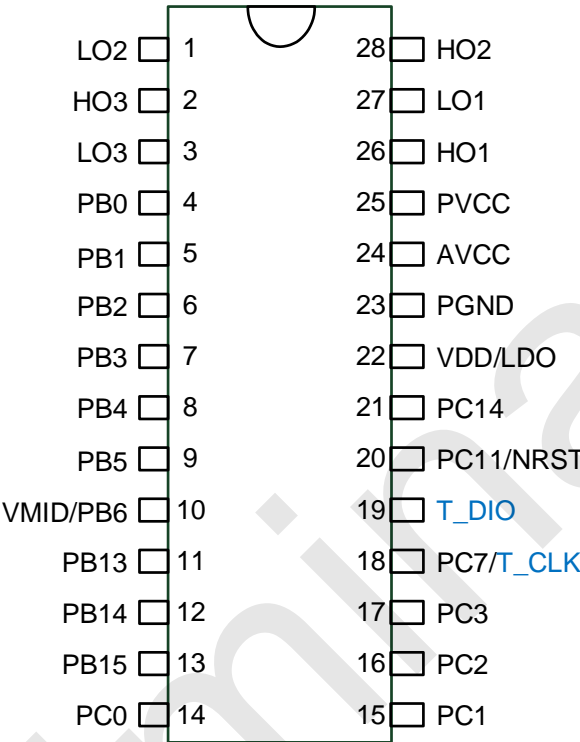 LO2 1 28 HO2
HO3 2 27 LO1
LO3 3 26 HO1
PB0 4 25 PVCC
PB1 5 24 AVCC
PB2 6 23 PGND
PB3 7 22 VDD/LDO
PB4 8 21 PC14
PB5 9 20 PC11/NRST
VMID/PB6 10 19 T_DIO
PB13 11 18 PC7/T_CLK
PB14 12 17 PC3
PB15 13 16 PC2
PC0 14 15 PC1